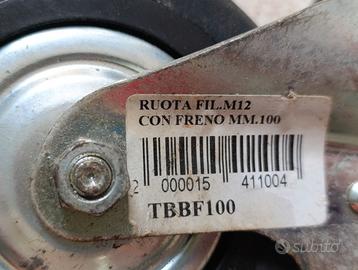 RUOTA FIL.M12
CON FRENO MM.100
2 000015 411004
TBBF100
subito